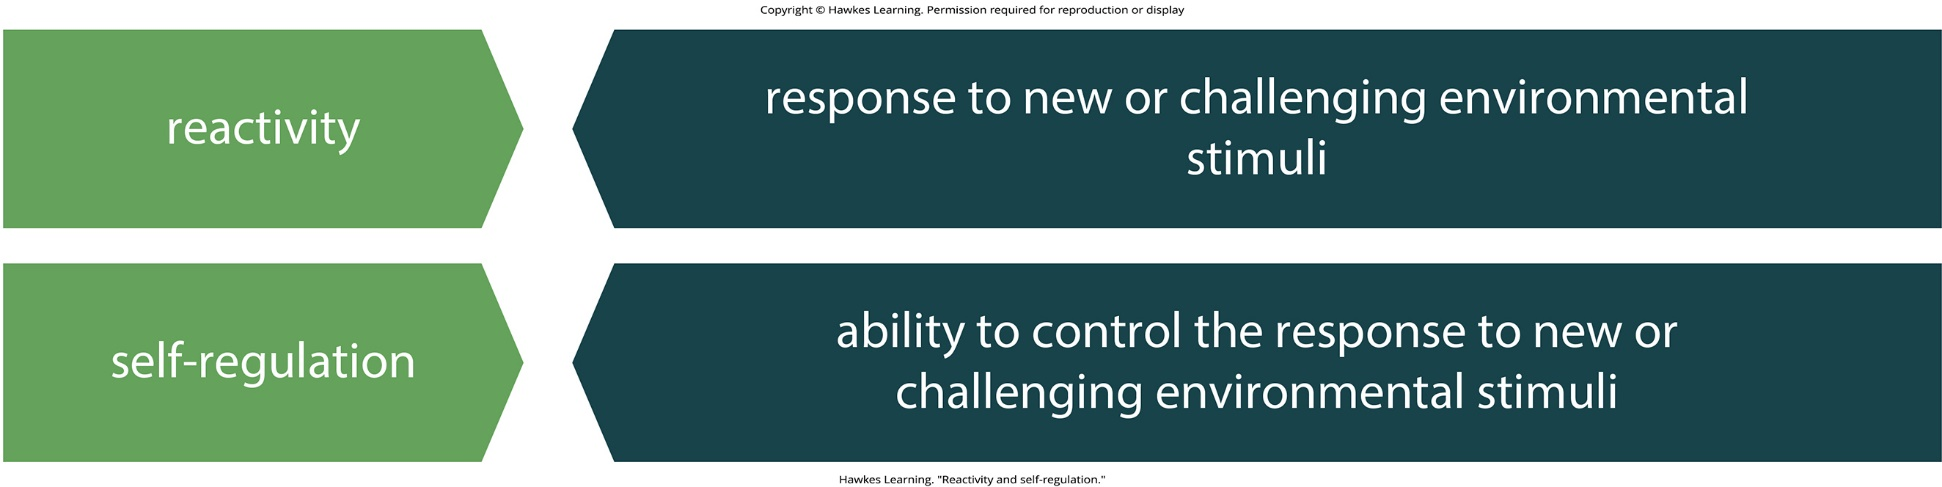 Copyright © Hawkes Learning. Permission required for reproduction or display
reactivity
response to new or challenging environmental
stimuli
self-regulation
ability to control the response to new or
challenging environmental stimuli
Hawkes Learning. "Reactivity and self-regulation."